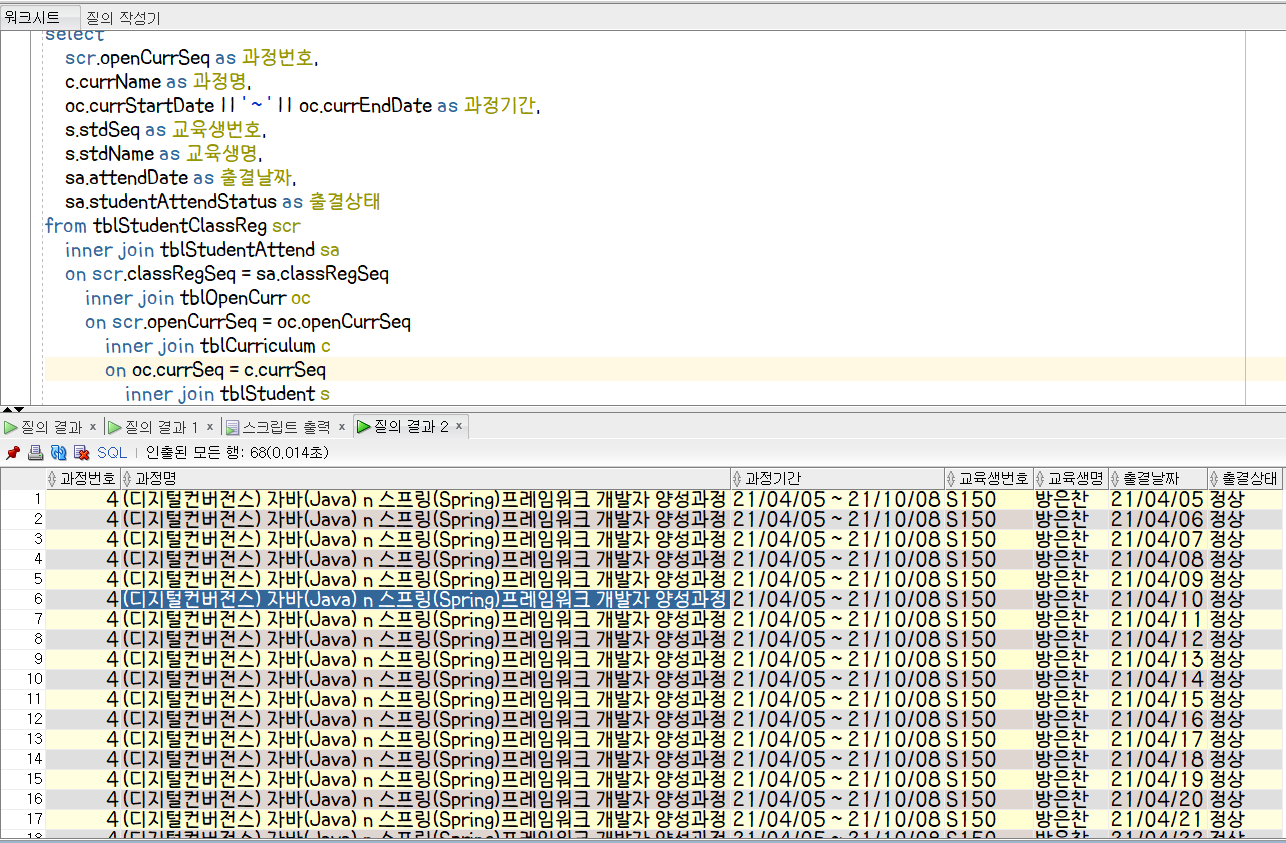 워크시트 질의 작성기
select
scr.openCurrSeq as 과정번호,
c.currName as 과정명,
oc.currStartDate || ' ~ ' || oc.currEndDate as 과정기간,
s.stdSeq as 교육생번호,
s.stdName as 교육생명,
sa.attendDate as 출결날짜,
sa.studentAttendStatus as 출결상태
from tblStudentClassReg scr
inner join tblStudentAttend sa
on scr.classRegSeq = sa.classRegSeq
inner join tblOpenCurr oc
on scr.openCurrSeq = oc.openCurrSeq
inner join tblCurriculum c
on oc.currSeq = c.currSeq
inner join tblStudent s
질의 결과 x 질의 결과 1 x 스크립트 출력 x 질의 결과 2 x
SQL | 인출된 모든 행: 68(0,014초)
과정번호 과정명 과정기간 교육생번호 교육생명 출결날짜 출결상태
1 4 (디지털컨버전스) 자바(Java) n 스프링(Spring)프레임워크 개발자 양성과정 21/04/05 ~ 21/10/08 S150 방은찬 21/04/05 정상
2 4 (디지털컨버전스) 자바(Java) n 스프링(Spring)프레임워크 개발자 양성과정 21/04/05 ~ 21/10/08 S150 방은찬 21/04/06 정상
3 4 (디지털컨버전스) 자바(Java) n 스프링(Spring)프레임워크 개발자 양성과정 21/04/05 ~ 21/10/08 S150 방은찬 21/04/07 정상
4 4 (디지털컨버전스) 자바(Java) n 스프링(Spring)프레임워크 개발자 양성과정 21/04/05 ~ 21/10/08 S150 방은찬 21/04/08 정상
5 4 (디지털컨버전스) 자바(Java) n 스프링(Spring)프레임워크 개발자 양성과정 21/04/05 ~ 21/10/08 S150 방은찬 21/04/09 정상
6 4 (디지털컨버전스) 자바(Java) n 스프링(Spring)프레임워크 개발자 양성과정 21/04/05 ~ 21/10/08 S150 방은찬 21/04/10 정상
7 4 (디지털컨버전스) 자바(Java) n 스프링(Spring)프레임워크 개발자 양성과정 21/04/05 ~ 21/10/08 S150 방은찬 21/04/11 정상
8 4 (디지털컨버전스) 자바(Java) n 스프링(Spring)프레임워크 개발자 양성과정 21/04/05 ~ 21/10/08 S150 방은찬 21/04/12 정상
9 4 (디지털컨버전스) 자바(Java) n 스프링(Spring)프레임워크 개발자 양성과정 21/04/05 ~ 21/10/08 S150 방은찬 21/04/13 정상
10 4 (디지털컨버전스) 자바(Java) n 스프링(Spring)프레임워크 개발자 양성과정 21/04/05 ~ 21/10/08 S150 방은찬 21/04/14 정상
11 4 (디지털컨버전스) 자바(Java) n 스프링(Spring)프레임워크 개발자 양성과정 21/04/05 ~ 21/10/08 S150 방은찬 21/04/15 정상
12 4 (디지털컨버전스) 자바(Java) n 스프링(Spring)프레임워크 개발자 양성과정 21/04/05 ~ 21/10/08 S150 방은찬 21/04/16 정상
13 4 (디지털컨버전스) 자바(Java) n 스프링(Spring)프레임워크 개발자 양성과정 21/04/05 ~ 21/10/08 S150 방은찬 21/04/17 정상
14 4 (디지털컨버전스) 자바(Java) n 스프링(Spring)프레임워크 개발자 양성과정 21/04/05 ~ 21/10/08 S150 방은찬 21/04/18 정상
15 4 (디지털컨버전스) 자바(Java) n 스프링(Spring)프레임워크 개발자 양성과정 21/04/05 ~ 21/10/08 S150 방은찬 21/04/19 정상
16 4 (디지털컨버전스) 자바(Java) n 스프링(Spring)프레임워크 개발자 양성과정 21/04/05 ~ 21/10/08 S150 방은찬 21/04/20 정상
17 4 (디지털컨버전스) 자바(Java) n 스프링(Spring)프레임워크 개발자 양성과정 21/04/05 ~ 21/10/08 S150 방은찬 21/04/21 정상